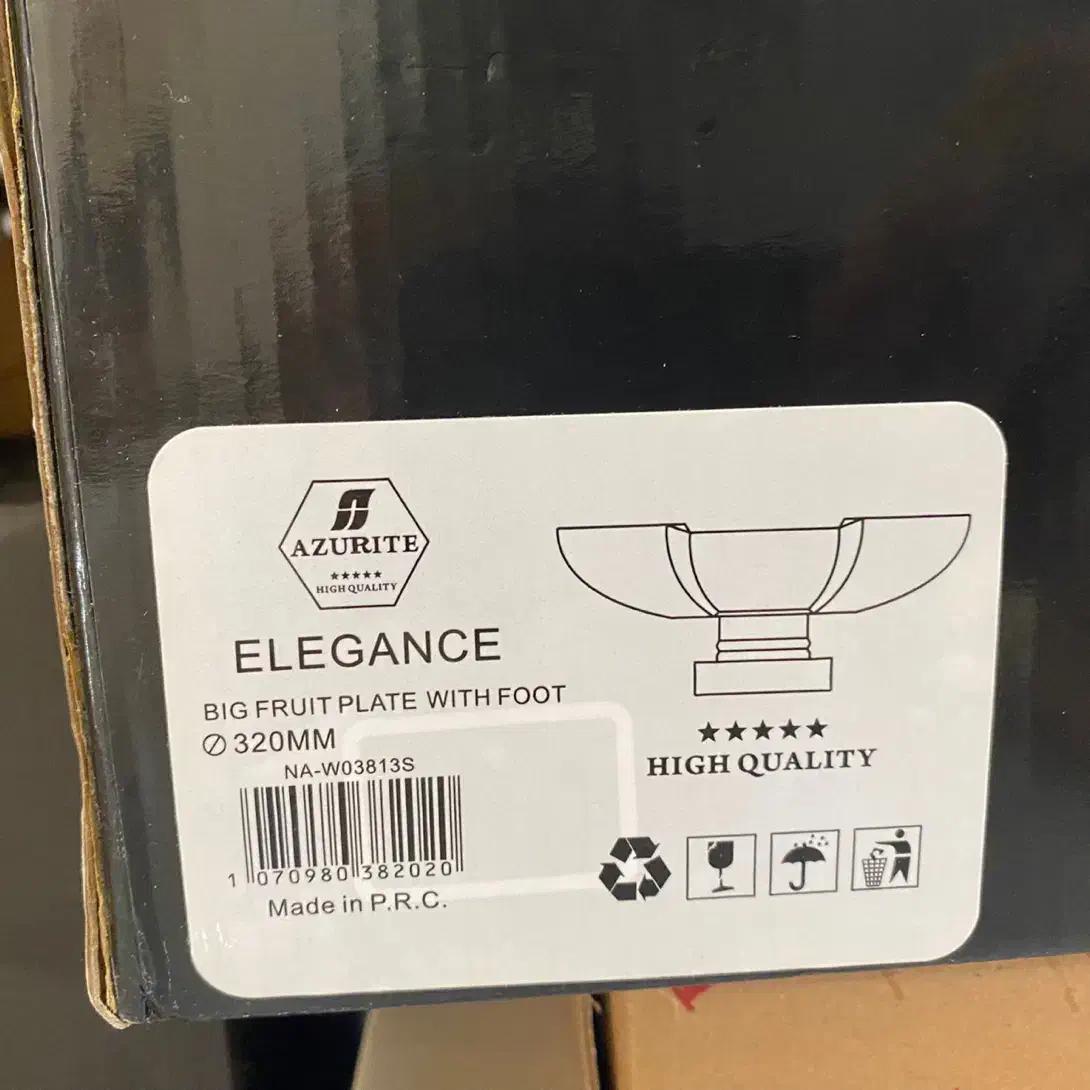 AZURITE
★★★★★
HIGH QUALITY
ELEGANCE
BIG FRUIT PLATE WITH FOOT
∅ 320MM
NA-W03813S
1 070980 382020
Made in P.R.C.
★★★★★
HIGH QUALITY